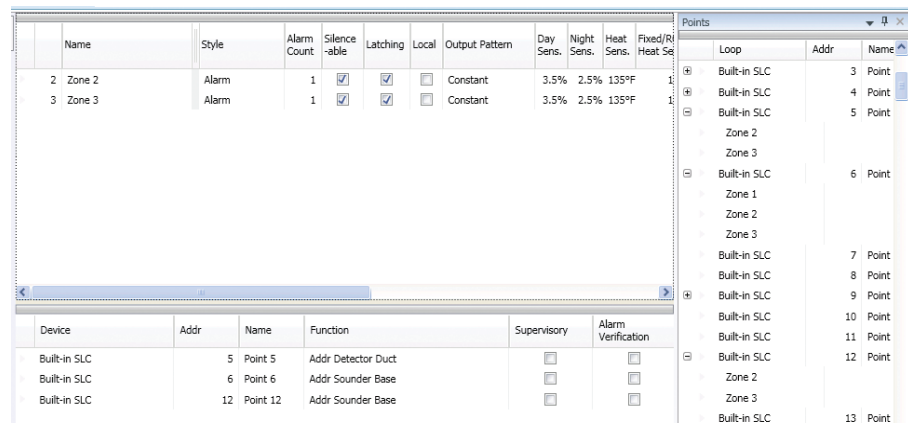 Name Style Alarm Count Silence -able Latching Local Output Pattern Day Sens. Night Sens. Heat Sens. Fixed/R Heat Se
2 Zone 2 Alarm 1 Constant 3.5% 2.5% 135°F 1
3 Zone 3 Alarm 1 Constant 3.5% 2.5% 135°F 1
Device Addr Name Function Supervisory Alarm Verification
Built-in SLC 5 Point 5 Addr Detector Duct
Built-in SLC 6 Point 6 Addr Sounder Base
Built-in SLC 12 Point 12 Addr Sounder Base
Points
Loop Addr Name
Built-in SLC 3 Point
Built-in SLC 4 Point
Built-in SLC 5 Point
Zone 2
Zone 3
Built-in SLC 6 Point
Zone 1
Zone 2
Zone 3
Built-in SLC 7 Point
Built-in SLC 8 Point
Built-in SLC 9 Point
Built-in SLC 10 Point
Built-in SLC 11 Point
Built-in SLC 12 Point
Zone 2
Zone 3
Built-in SLC 13 Point